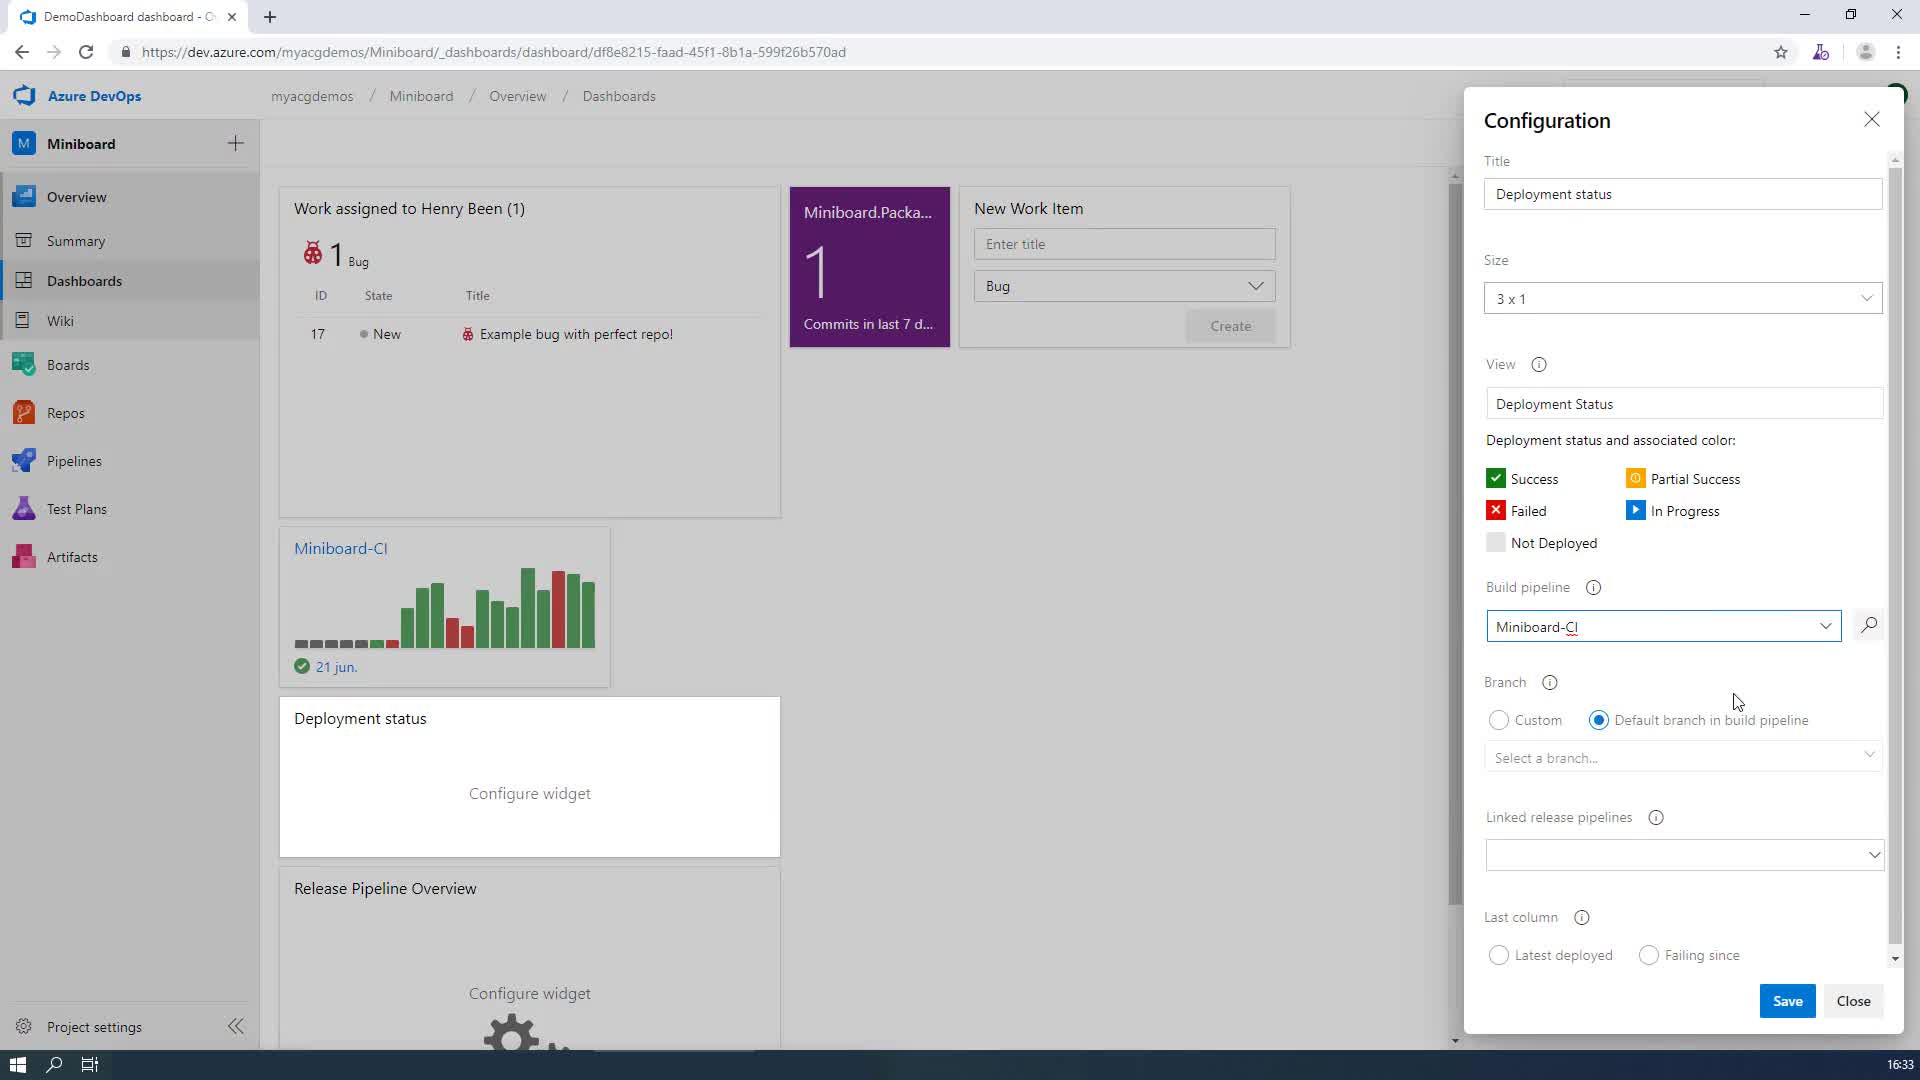 DemoDashboard dashboard - O
https://dev.azure.com/myacgdemos/Miniboard/_dashboards/dashboard/df8e8215-faad-45f1-8b1a-599f26b570ad
Azure DevOps
myacgdemos / Miniboard / Overview / Dashboards
M Miniboard
Overview
Summary
Dashboards
Wiki
Boards
Repos
Pipelines
Test Plans
Artifacts
Project settings
Work assigned to Henry Been (1)
1 Bug
ID State Title
17 New Example bug with perfect repo!
Miniboard.Packa...
1
Commits in last 7 d...
New Work Item
Enter title
Bug
Create
Miniboard-CI
21 jun.
Deployment status
Configure widget
Release Pipeline Overview
Configure widget
Configuration
Title
Deployment status
Size
3 x 1
View
Deployment Status
Deployment status and associated color:
Success Partial Success
Failed In Progress
Not Deployed
Build pipeline
Miniboard-CI
Branch
Custom Default branch in build pipeline
Select a branch...
Linked release pipelines
Last column
Latest deployed Failing since
Save Close
16:33